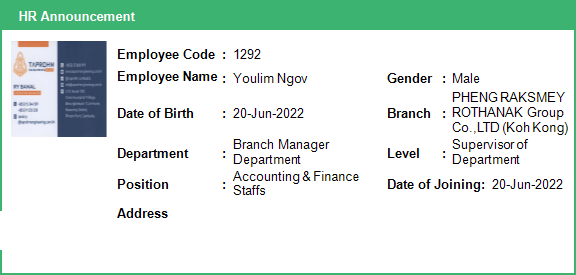 HR Announcement
Employee Code : 1292
Employee Name : Youlim Ngov
Gender : Male
Date of Birth : 20-Jun-2022
Branch : PHENG RAKSMEY
ROTHANAK Group
Co.,LTD (Koh Kong)
Department : Branch Manager
Department
Level : Supervisor of
Department
Position : Accounting & Finance
Staffs
Date of Joining: 20-Jun-2022
Address